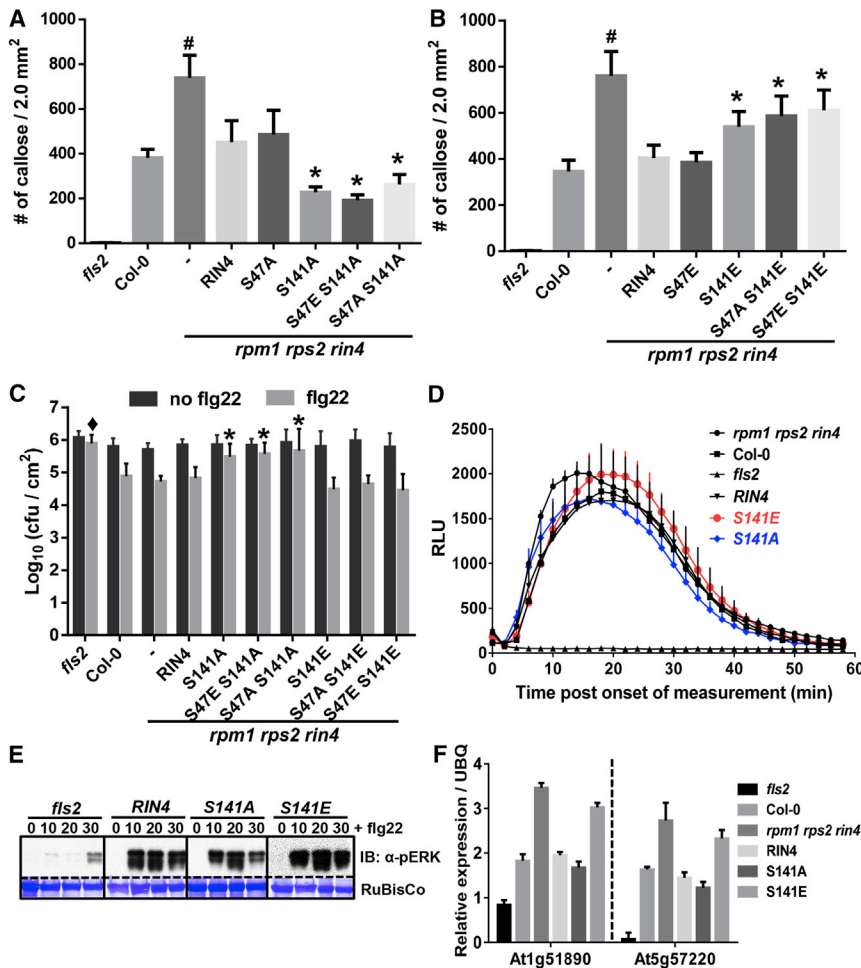 A
# of callose / 2.0 mm²
1000
800
600
400
200
0
#
*
*
*
fls2
Col-0
-
RIN4
S47A
S141A
S47E S141A
S47A S141A
rpm1 rps2 rin4
B
# of callose / 2.0 mm²
1000
800
600
400
200
0
#
*
*
*
fls2
Col-0
-
RIN4
S47E
S141E
S47A S141E
S47E S141E
rpm1 rps2 rin4
C
no flg22
flg22
Log10 (cfu / cm²)
7
6
5
4
3
2
1
0
♦
*
*
*
fls2
Col-0
-
RIN4
S141A
S47E S141A
S47A S141A
S141E
S47A S141E
S47E S141E
rpm1 rps2 rin4
D
RLU
2500
2000
1500
1000
500
0
rpm1 rps2 rin4
Col-0
fls2
RIN4
S141E
S141A
0 10 20 30 40 50 60
Time post onset of measurement (min)
E
fls2 RIN4 S141A S141E
0 10 20 30 0 10 20 30 0 10 20 30 0 10 20 30 + flg22
IB: α-pERK
RuBisCo
F
Relative expression / UBQ
4
3
2
1
0
fls2
Col-0
rpm1 rps2 rin4
RIN4
S141A
S141E
At1g51890 At5g57220